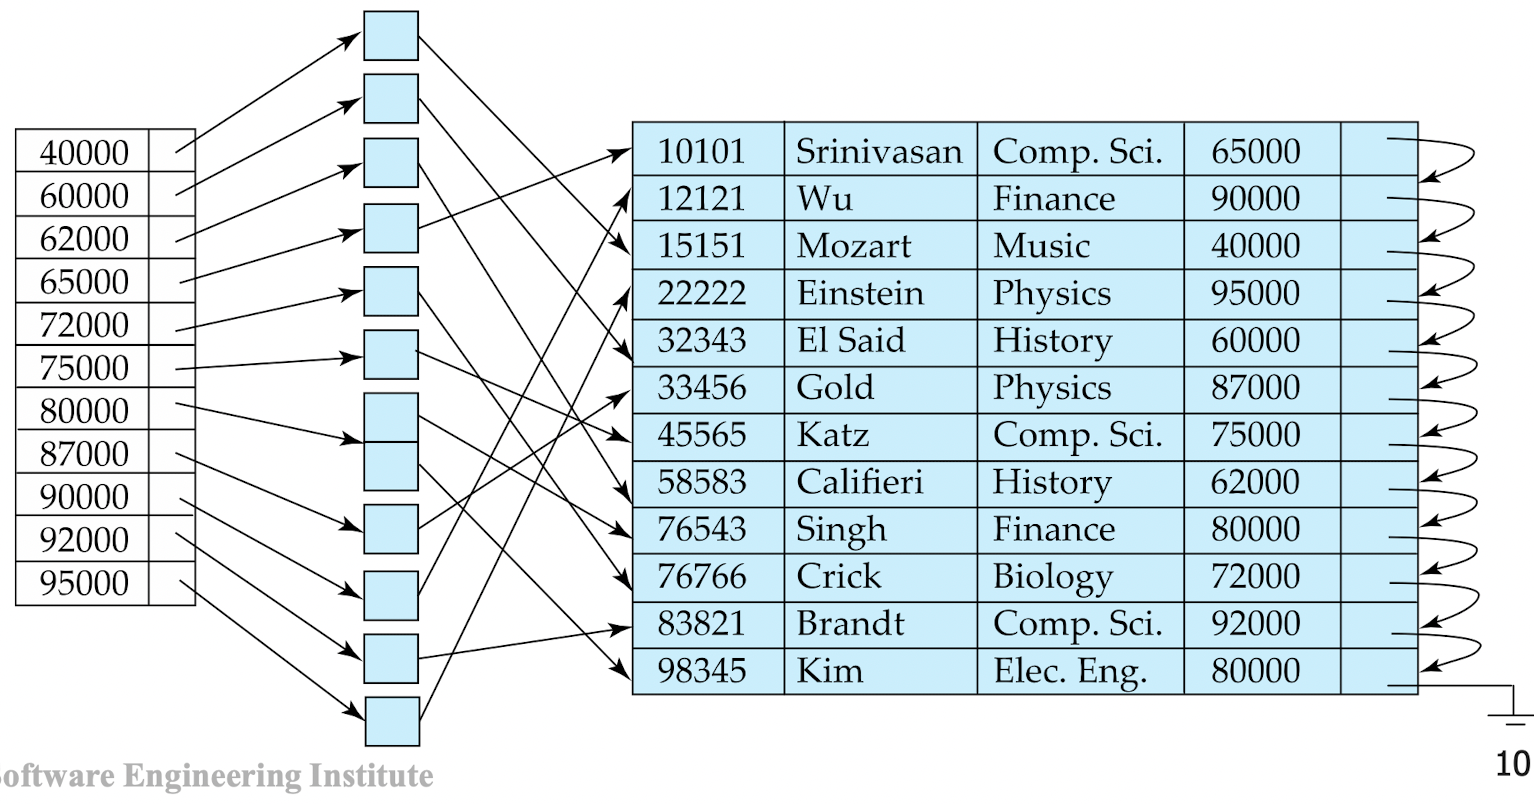 40000
60000
62000
65000
72000
75000
80000
87000
90000
92000
95000
10101 Srinivasan Comp. Sci. 65000
12121 Wu Finance 90000
15151 Mozart Music 40000
22222 Einstein Physics 95000
32343 El Said History 60000
33456 Gold Physics 87000
45565 Katz Comp. Sci. 75000
58583 Califieri History 62000
76543 Singh Finance 80000
76766 Crick Biology 72000
83821 Brandt Comp. Sci. 92000
98345 Kim Elec. Eng. 80000
oftware Engineering Institute
10